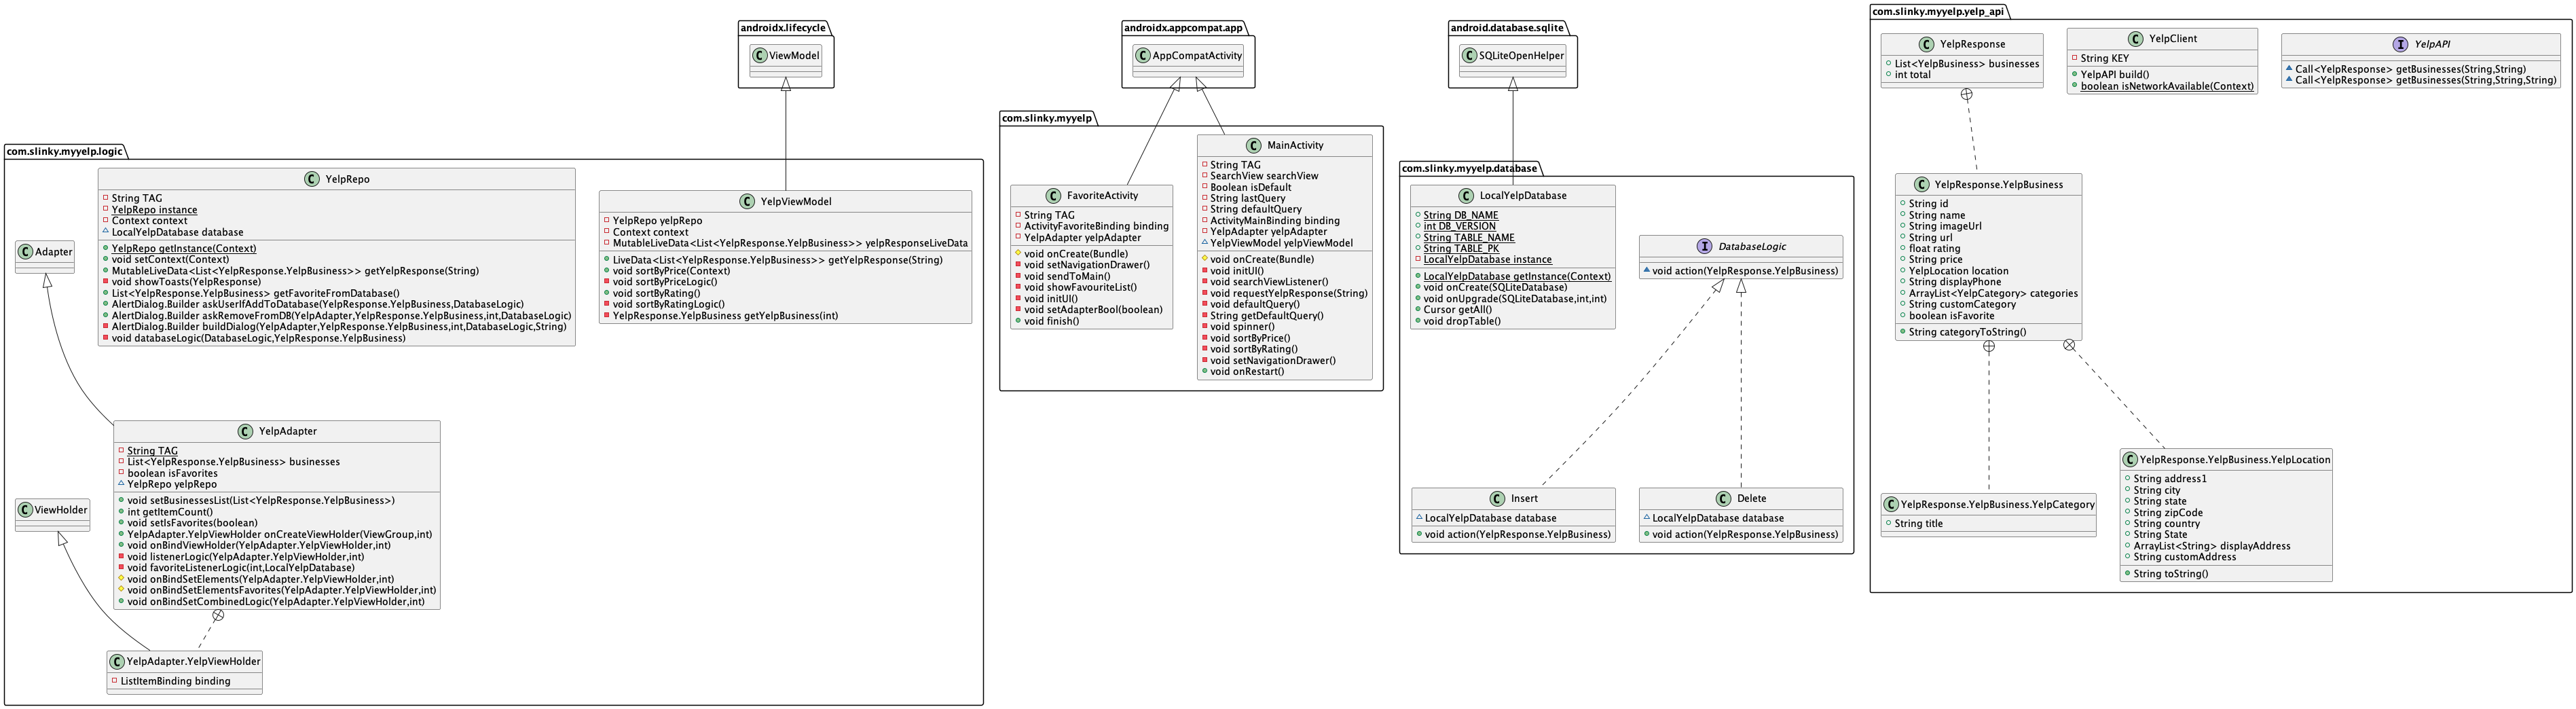 com.slinky.myyelp.logic
C YelpRepo
String TAG
YelpRepo instance
Context context
LocalYelpDatabase database
YelpRepo getInstance(Context)
void setContext(Context)
MutableLiveData<List<YelpResponse.YelpBusiness>> getYelpResponse(String)
void showToasts(YelpResponse)
List<YelpResponse.YelpBusiness> getFavoriteFromDatabase()
AlertDialog.Builder askUserIfAddToDatabase(YelpResponse.YelpBusiness,DatabaseLogic)
AlertDialog.Builder askRemoveFromDB(YelpAdapter,YelpResponse.YelpBusiness,int,DatabaseLogic)
AlertDialog.Builder buildDialog(YelpAdapter,YelpResponse.YelpBusiness,int,DatabaseLogic,String)
void databaseLogic(DatabaseLogic,YelpResponse.YelpBusiness)
C YelpViewModel
YelpRepo yelpRepo
Context context
MutableLiveData<List<YelpResponse.YelpBusiness>> yelpResponseLiveData
LiveData<List<YelpResponse.YelpBusiness>> getYelpResponse(String)
void sortByPrice(Context)
void sortByPriceLogic()
void sortByRating()
void sortByRatingLogic()
YelpResponse.YelpBusiness getYelpBusiness(int)
C Adapter
C YelpAdapter
String TAG
List<YelpResponse.YelpBusiness> businesses
boolean isFavorites
YelpRepo yelpRepo
void setBusinessesList(List<YelpResponse.YelpBusiness>)
int getItemCount()
void setIsFavorites(boolean)
YelpAdapter.YelpViewHolder onCreateViewHolder(ViewGroup,int)
void onBindViewHolder(YelpAdapter.YelpViewHolder,int)
void listenerLogic(YelpAdapter.YelpViewHolder,int)
void favoriteListenerLogic(int,LocalYelpDatabase)
void onBindSetElements(YelpAdapter.YelpViewHolder,int)
void onBindSetElementsFavorites(YelpAdapter.YelpViewHolder,int)
void onBindSetCombinedLogic(YelpAdapter.YelpViewHolder,int)
C ViewHolder
C YelpAdapter.YelpViewHolder
ListItemBinding binding
androidx.lifecycle
C ViewModel
androidx.appcompat.app
C AppCompatActivity
com.slinky.myyelp
C FavoriteActivity
String TAG
ActivityFavoriteBinding binding
YelpAdapter yelpAdapter
void onCreate(Bundle)
void setNavigationDrawer()
void sendToMain()
void showFavouriteList()
void initUI()
void setAdapterBool(boolean)
void finish()
C MainActivity
String TAG
SearchView searchView
Boolean isDefault
String lastQuery
String defaultQuery
ActivityMainBinding binding
YelpAdapter yelpAdapter
YelpViewModel yelpViewModel
void onCreate(Bundle)
void initUI()
void searchViewListener()
void requestYelpResponse(String)
void defaultQuery()
String getDefaultQuery()
void spinner()
void sortByPrice()
void sortByRating()
void setNavigationDrawer()
void onRestart()
android.database.sqlite
C SQLiteOpenHelper
com.slinky.myyelp.database
C LocalYelpDatabase
String DB_NAME
int DB_VERSION
String TABLE_NAME
String TABLE_PK
LocalYelpDatabase instance
LocalYelpDatabase getInstance(Context)
void onCreate(SQLiteDatabase)
void onUpgrade(SQLiteDatabase,int,int)
Cursor getAll()
void dropTable()
I DatabaseLogic
void action(YelpResponse.YelpBusiness)
C Insert
LocalYelpDatabase database
void action(YelpResponse.YelpBusiness)
C Delete
LocalYelpDatabase database
void action(YelpResponse.YelpBusiness)
com.slinky.myyelp.yelp_api
C YelpResponse
List<YelpBusiness> businesses
int total
C YelpClient
String KEY
YelpAPI build()
boolean isNetworkAvailable(Context)
I YelpAPI
Call<YelpResponse> getBusinesses(String,String)
Call<YelpResponse> getBusinesses(String,String,String)
C YelpResponse.YelpBusiness
String id
String name
String imageUrl
String url
float rating
String price
YelpLocation location
String displayPhone
ArrayList<YelpCategory> categories
String customCategory
boolean isFavorite
String categoryToString()
C YelpResponse.YelpBusiness.YelpCategory
String title
C YelpResponse.YelpBusiness.YelpLocation
String address1
String city
String state
String zipCode
String country
String State
ArrayList<String> displayAddress
String customAddress
String toString()